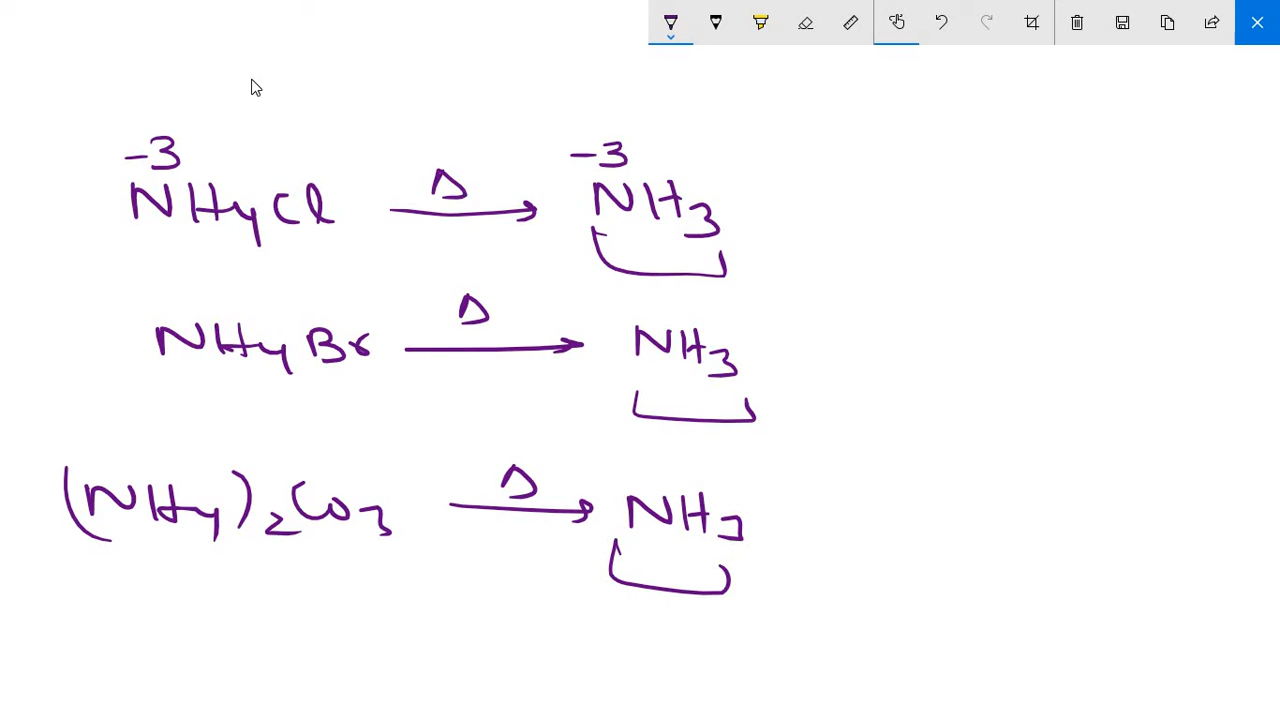 -3 -3
NH4Cl Δ→ NH3
NH4Br Δ→ NH3
(NH4)2CO3 Δ→ NH3